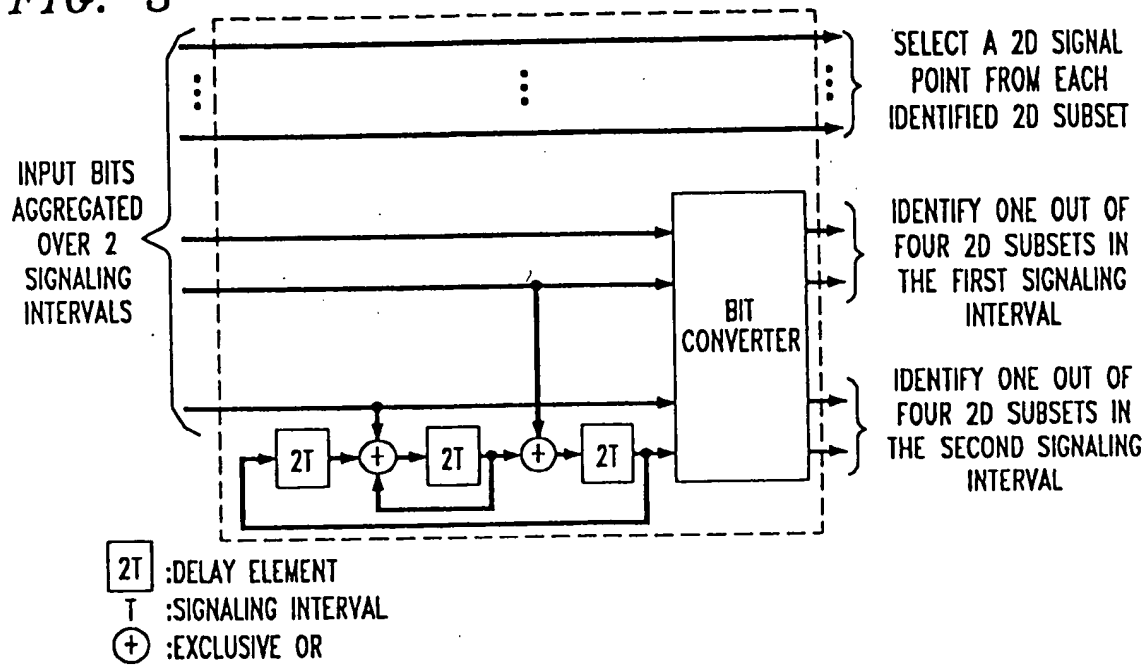 FIG. 3
SELECT A 2D SIGNAL
POINT FROM EACH
IDENTIFIED 2D SUBSET
INPUT BITS
AGGREGATED
OVER 2
SIGNALING
INTERVALS
IDENTIFY ONE OUT OF
FOUR 2D SUBSETS IN
THE FIRST SIGNALING
INTERVAL
BIT
CONVERTER
IDENTIFY ONE OUT OF
FOUR 2D SUBSETS IN
THE SECOND SIGNALING
INTERVAL
2T + 2T + 2T
2T :DELAY ELEMENT
T :SIGNALING INTERVAL
+ :EXCLUSIVE OR